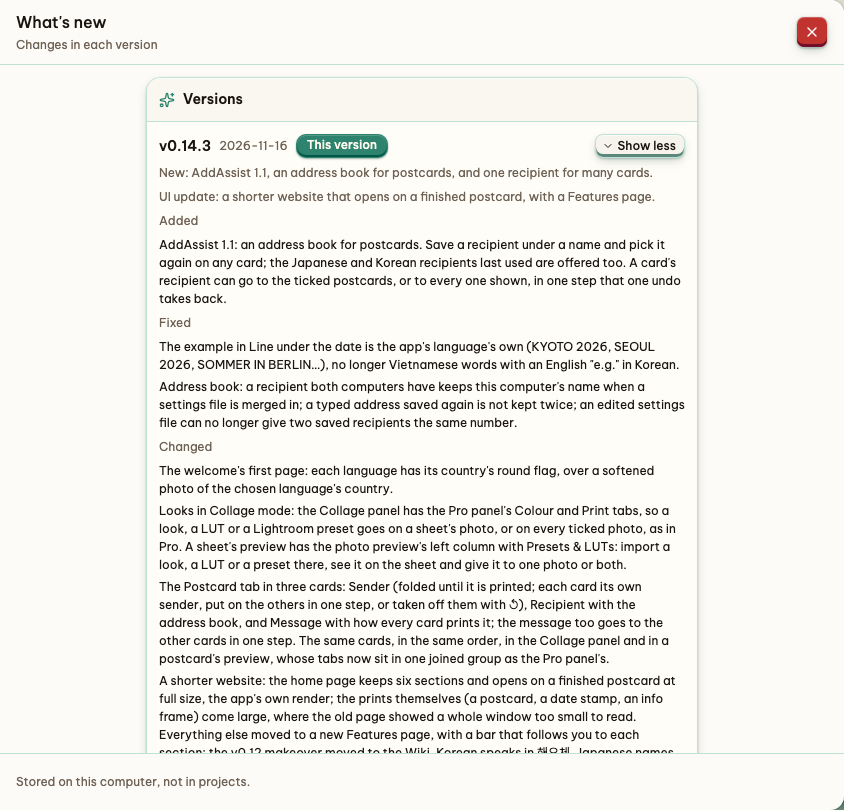 What's new
Changes in each version
Versions
v0.14.3 2026-11-16 This version Show less
New: AddAssist 1.1, an address book for postcards, and one recipient for many cards.
UI update: a shorter website that opens on a finished postcard, with a Features page.
Added
AddAssist 1.1: an address book for postcards. Save a recipient under a name and pick it
again on any card; the Japanese and Korean recipients last used are offered too. A card's
recipient can go to the ticked postcards, or to every one shown, in one step that one undo
takes back.
Fixed
The example in Line under the date is the app's language's own (KYOTO 2026, SEOUL
2026, SOMMER IN BERLIN...), no longer Vietnamese words with an English "e.g." in Korean.
Address book: a recipient both computers have keeps this computer's name when a
settings file is merged in; a typed address saved again is not kept twice; an edited settings
file can no longer give two saved recipients the same number.
Changed
The welcome's first page: each language has its country's round flag, over a softened
photo of the chosen language's country.
Looks in Collage mode: the Collage panel has the Pro panel's Colour and Print tabs, so a
look, a LUT or a Lightroom preset goes on a sheet's photo, or on every ticked photo, as in
Pro. A sheet's preview has the photo preview's left column with Presets & LUTs: import a
look, a LUT or a preset there, see it on the sheet and give it to one photo or both.
The Postcard tab in three cards: Sender (folded until it is printed; each card its own
sender, put on the others in one step, or taken off them with ↺), Recipient with the
address book, and Message with how every card prints it; the message too goes to the
other cards in one step. The same cards, in the same order, in the Collage panel and in a
postcard's preview, whose tabs now sit in one joined group as the Pro panel's.
A shorter website: the home page keeps six sections and opens on a finished postcard at
full size, the app's own render; the prints themselves (a postcard, a date stamp, an info
frame) come large, where the old page showed a whole window too small to read.
Everything else moved to a new Features page, with a bar that follows you to each
section; the v0.12 makeover moved to the Wiki. Korean speaks in 해요체, Japanese names
Stored on this computer, not in projects.